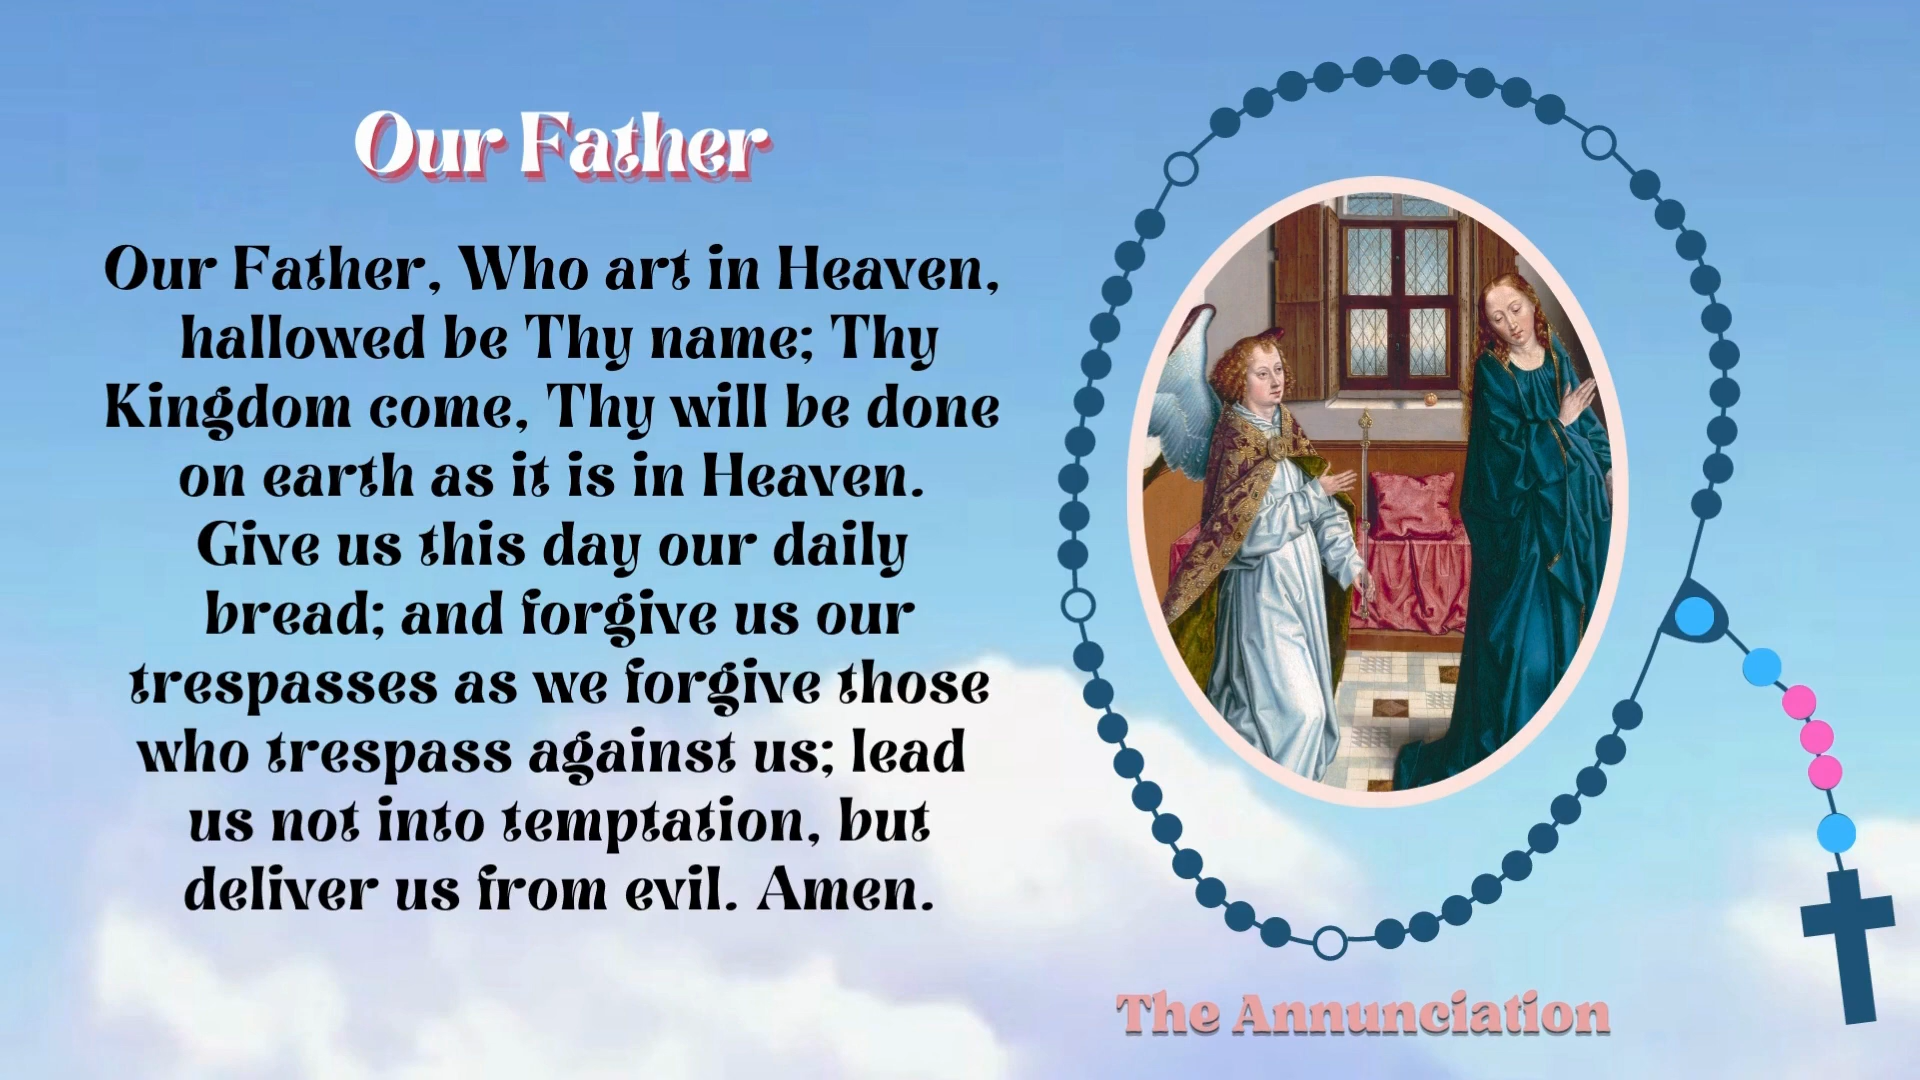 Our Father
Our Father, Who art in Heaven,
hallowed be Thy name; Thy
Kingdom come, Thy will be done
on earth as it is in Heaven.
Give us this day our daily
bread; and forgive us our
trespasses as we forgive those
who trespass against us; lead
us not into temptation, but
deliver us from evil. Amen.
The Annunciation